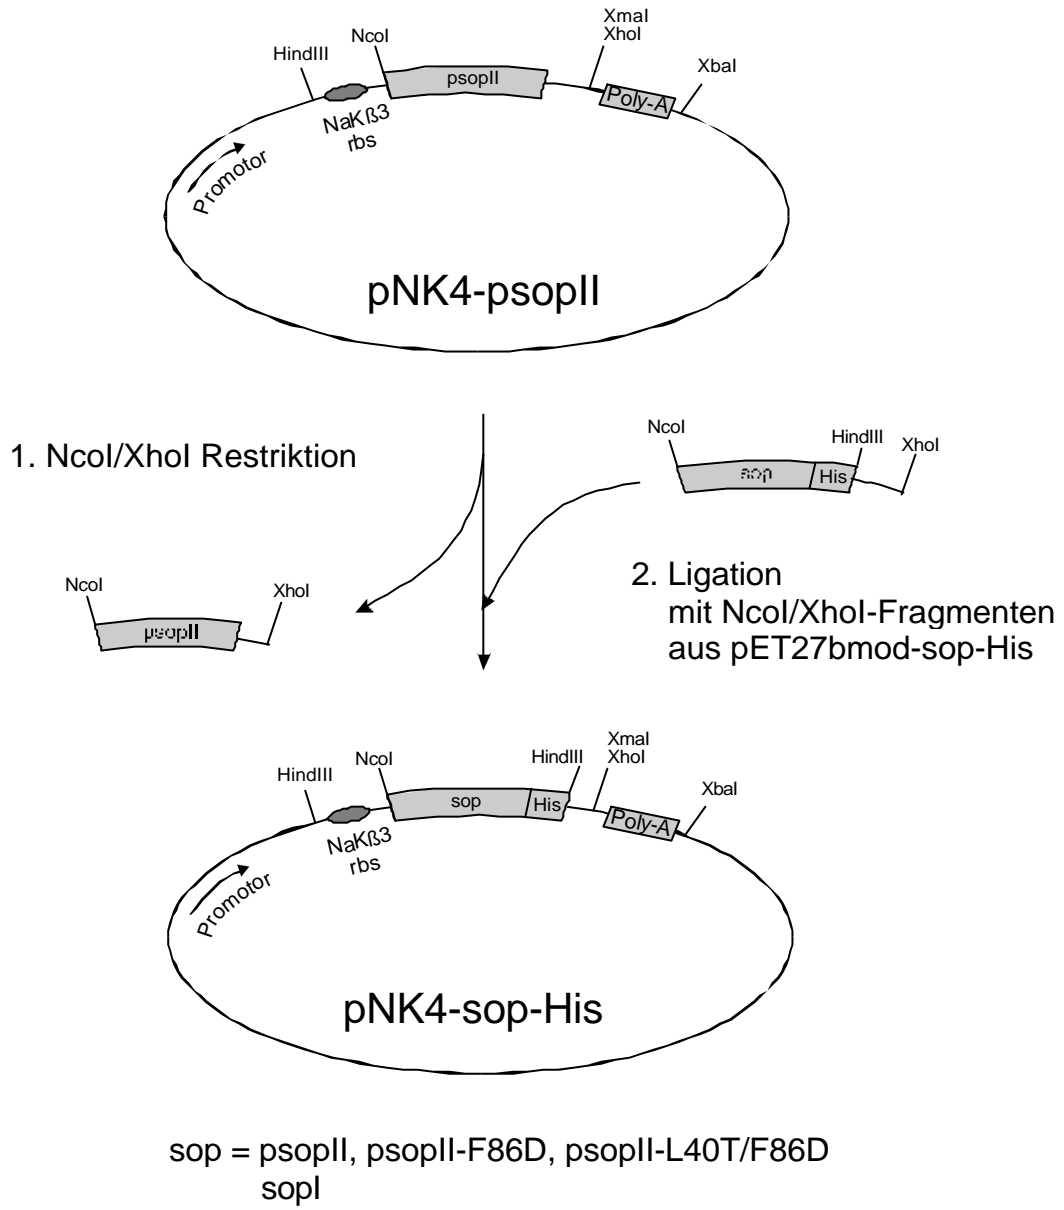 XmaI
XhoI
NcoI
HindIII
XbaI
psopII
Poly-A
NaKß3
rbs
Promotor
pNK4-psopII
1. NcoI/XhoI Restriktion
NcoI
HindIII
XhoI
sop
His
NcoI
XhoI
psopII
2. Ligation
mit NcoI/XhoI-Fragmenten
aus pET27bmod-sop-His
XmaI
XhoI
NcoI
HindIII
HindIII
XbaI
sop
His
Poly-A
NaKß3
rbs
Promotor
pNK4-sop-His
sop = psopII, psopII-F86D, psopII-L40T/F86D
sopI